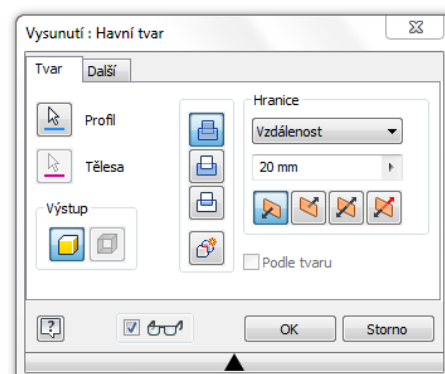 Vysunutí : Havní tvar
Tvar
Další
Profil
Tělesa
Výstup
Hranice
Vzdálenost
20 mm
Podle tvaru
?
OK
Storno